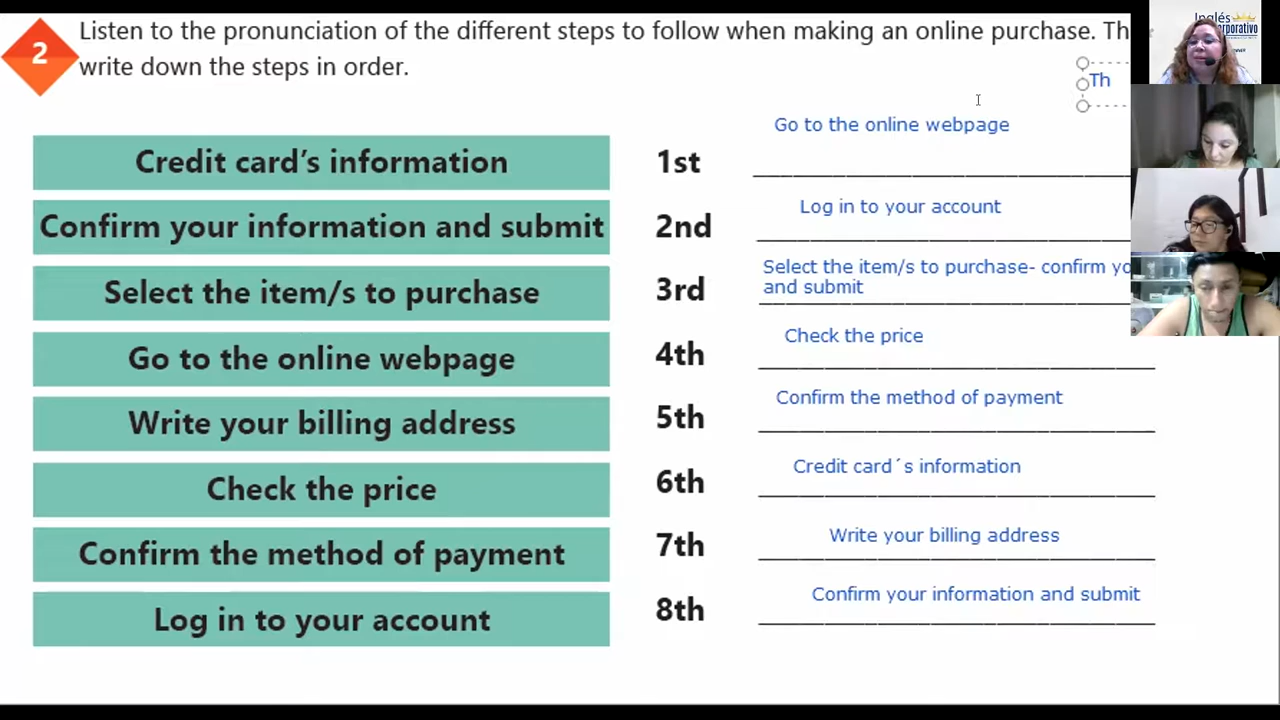 2
Listen to the pronunciation of the different steps to follow when making an online purchase.
write down the steps in order.
Th
Credit card's information
Confirm your information and submit
Select the item/s to purchase
Go to the online webpage
Write your billing address
Check the price
Confirm the method of payment
Log in to your account
1st Go to the online webpage
2nd Log in to your account
3rd Select the item/s to purchase- confirm
and submit
4th Check the price
5th Confirm the method of payment
6th Credit card´s information
7th Write your billing address
8th Confirm your information and submit
Inglés